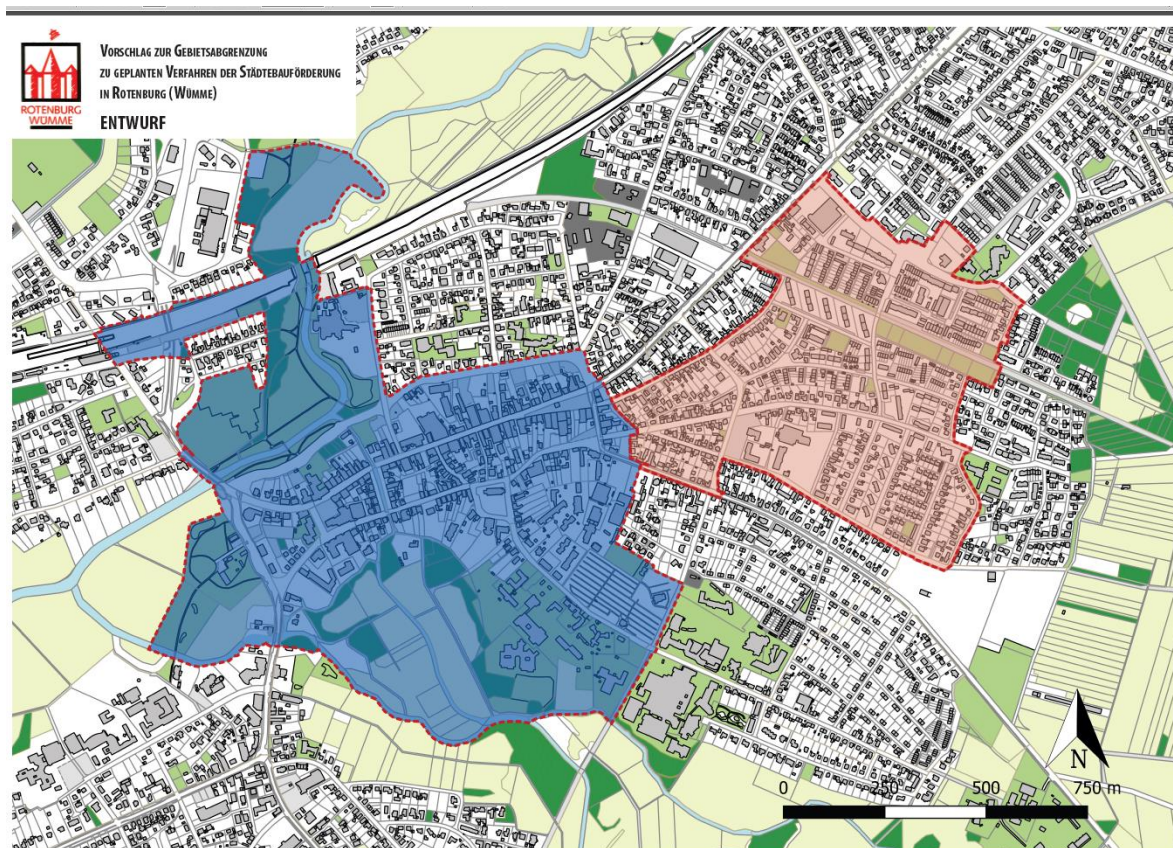 VORSCHLAG ZUR GEBIETSABGRENZUNG
ZU GEPLANTEN VERFAHREN DER STÄDTEBAUFÖRDERUNG
IN ROTENBURG (WÜMME)
ENTWURF
ROTENBURG
WÜMME
N
0 250 500 750 m